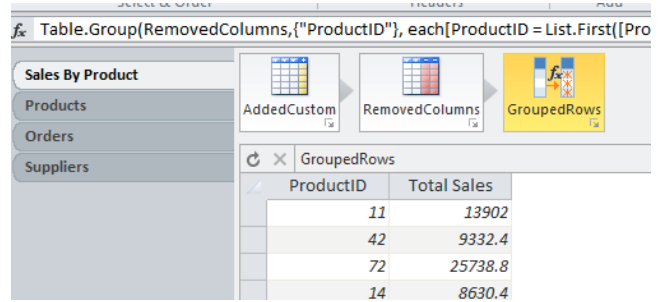 Select & Order Headers Add
fx Table.Group(RemovedColumns,{"ProductID"}, each[ProductID = List.First([Pro
Sales By Product
Products
Orders
Suppliers
AddedCustom RemovedColumns GroupedRows
GroupedRows
ProductID Total Sales
11 13902
42 9332.4
72 25738.8
14 8630.4